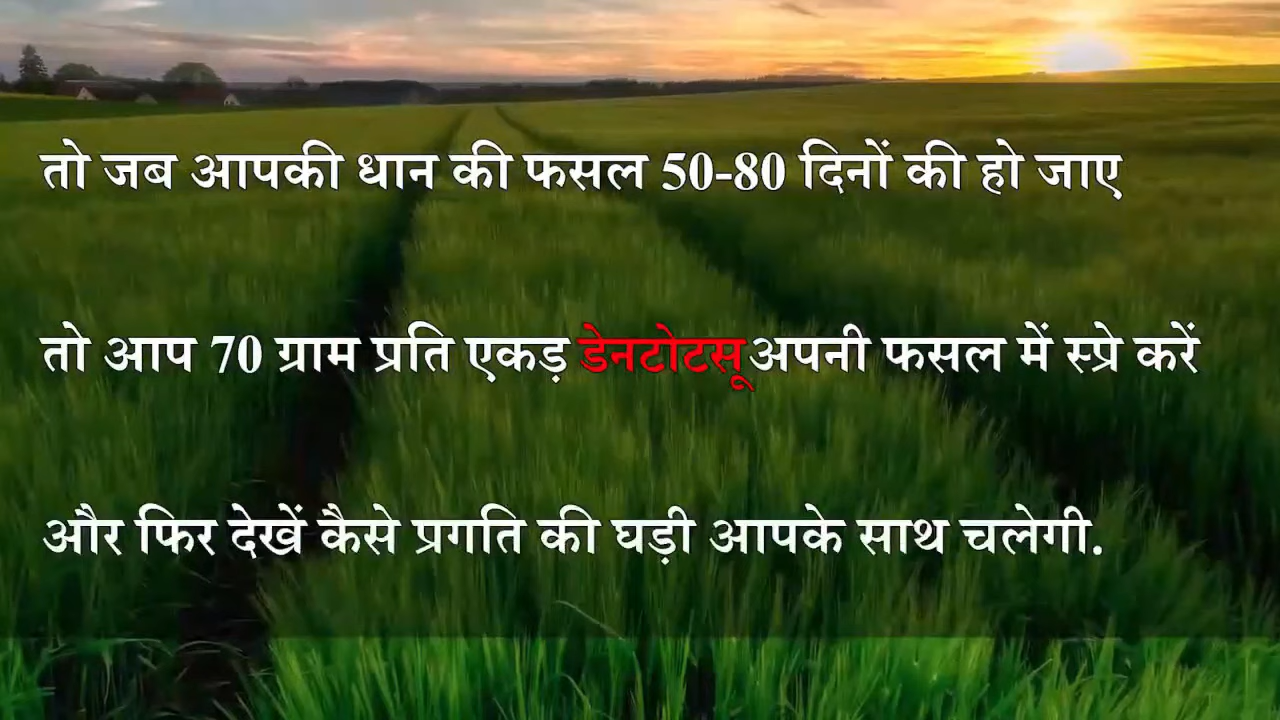 तो जब आपकी धान की फसल 50-80 दिनों की हो जाए
तो आप 70 ग्राम प्रति एकड़ डेनटोटसू अपनी फसल में स्प्रे करें
और फिर देखें कैसे प्रगति की घड़ी आपके साथ चलेगी.